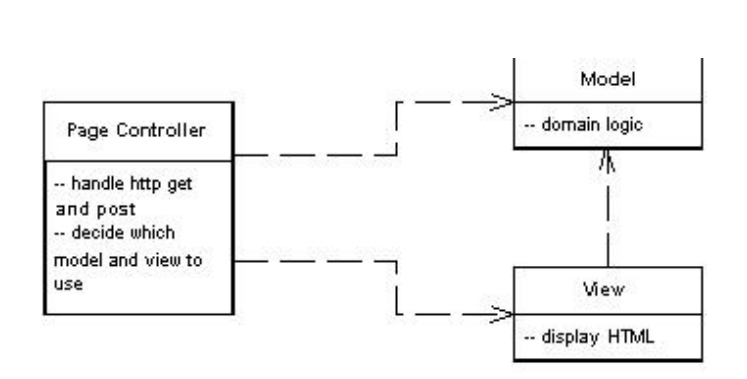 Page Controller
-- handle http get
and post
-- decide which
model and view to
use
Model
-- domain logic
View
-- display HTML